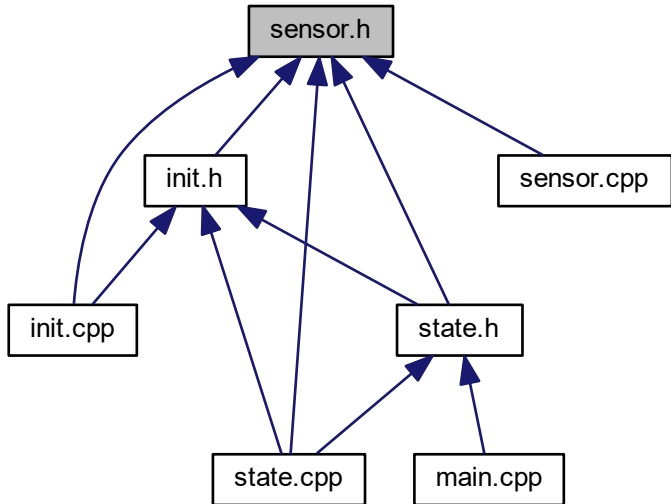 sensor.h
init.h
sensor.cpp
init.cpp
state.h
state.cpp
main.cpp